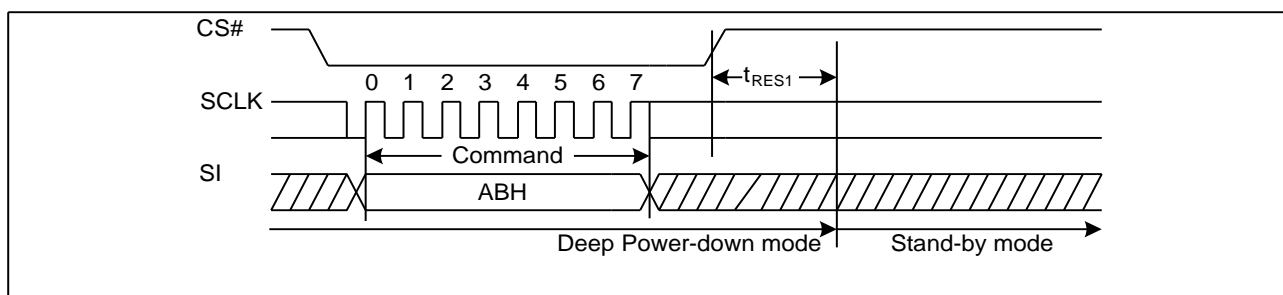 CS#
tRES1
0 1 2 3 4 5 6 7
SCLK
Command
SI
ABH
Deep Power-down mode Stand-by mode